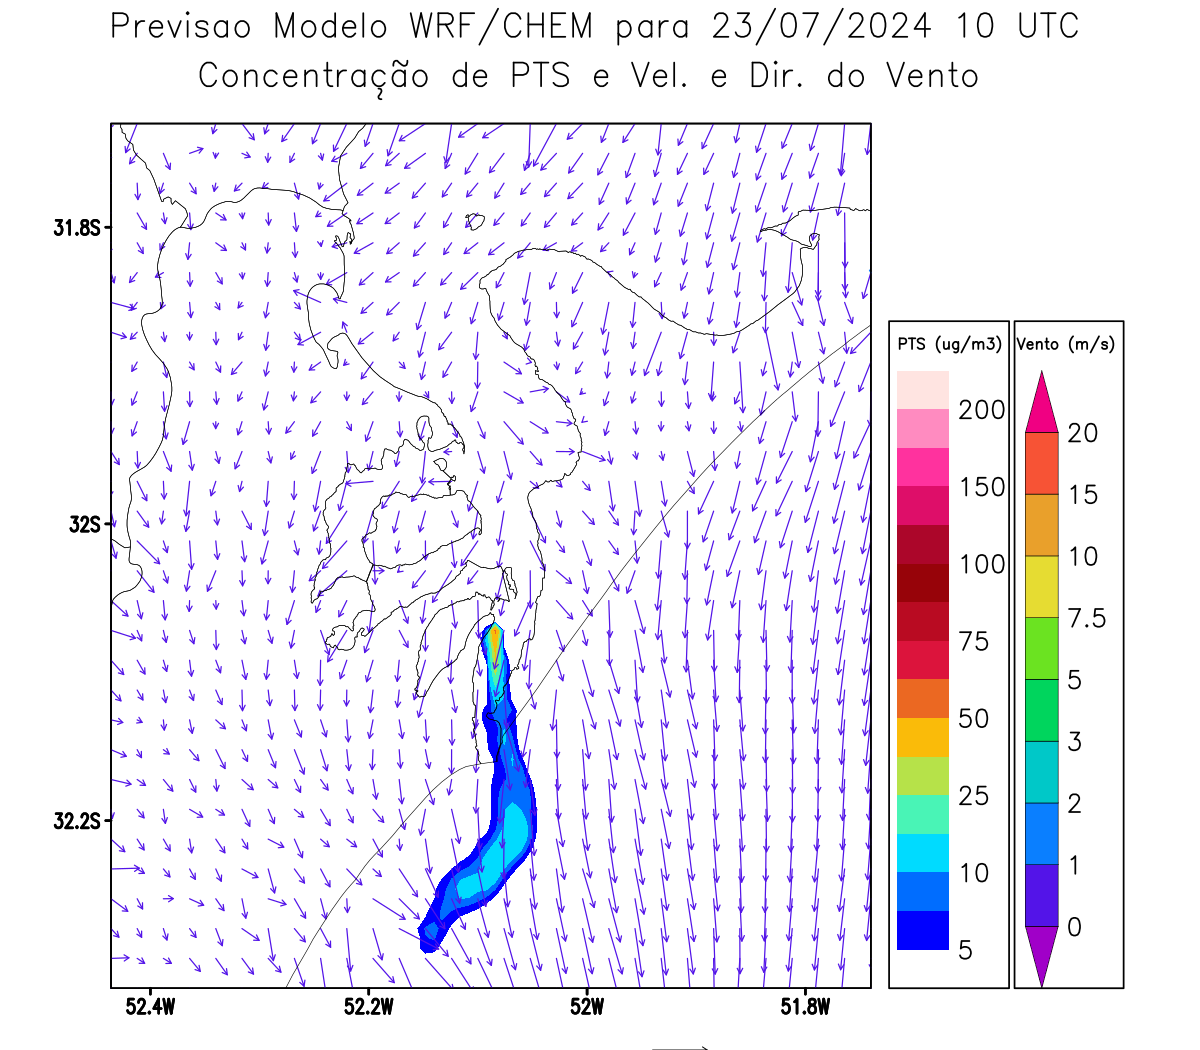 Previsao Modelo WRF/CHEM para 23/07/2024 10 UTC
Concentração de PTS e Vel. e Dir. do Vento
31.8S
32S
32.2S
52.4W
52.2W
52W
51.8W
PTS (ug/m3)
200
150
100
75
50
25
10
5
Vento (m/s)
20
15
10
7.5
5
3
2
1
0